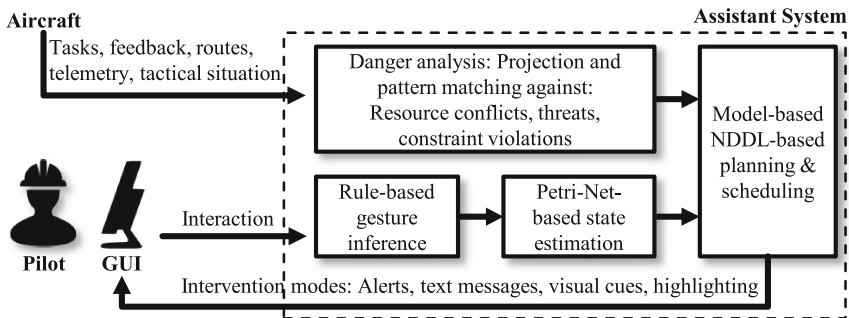 Aircraft
Assistant System
Tasks, feedback, routes,
telemetry, tactical situation
Danger analysis: Projection and
pattern matching against:
Resource conflicts, threats,
constraint violations
Model-based
NDDL-based
planning &
scheduling
Rule-based
gesture
inference
Petri-Net-
based state
estimation
Interaction
Pilot
GUI
Intervention modes: Alerts, text messages, visual cues, highlighting